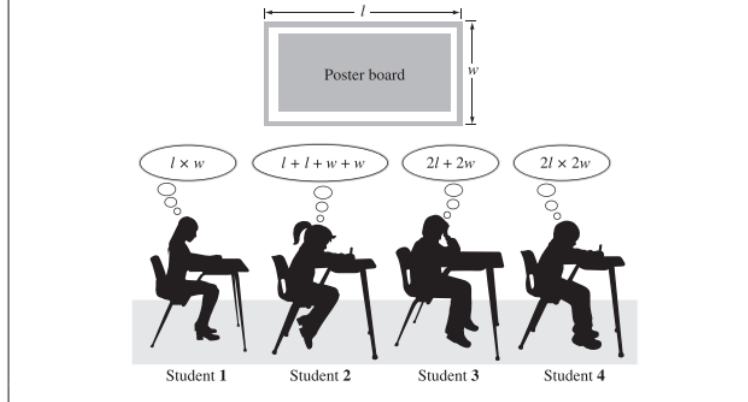 l
Poster board
w
l × w
l + l + w + w
2l + 2w
2l × 2w
Student 1
Student 2
Student 3
Student 4